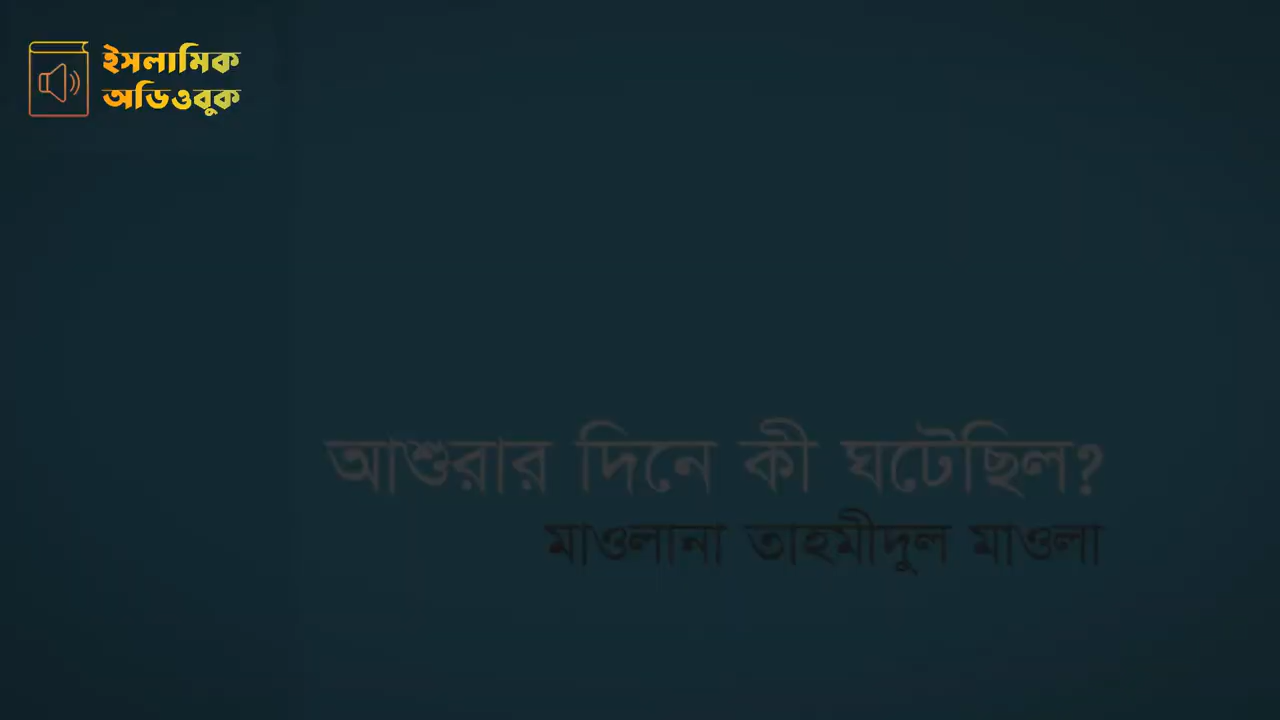 ইসলামিক
অডিওবুক
আশুরার দিনে কী ঘটেছিল?
মাওলানা তাহমীদুল মাওলা